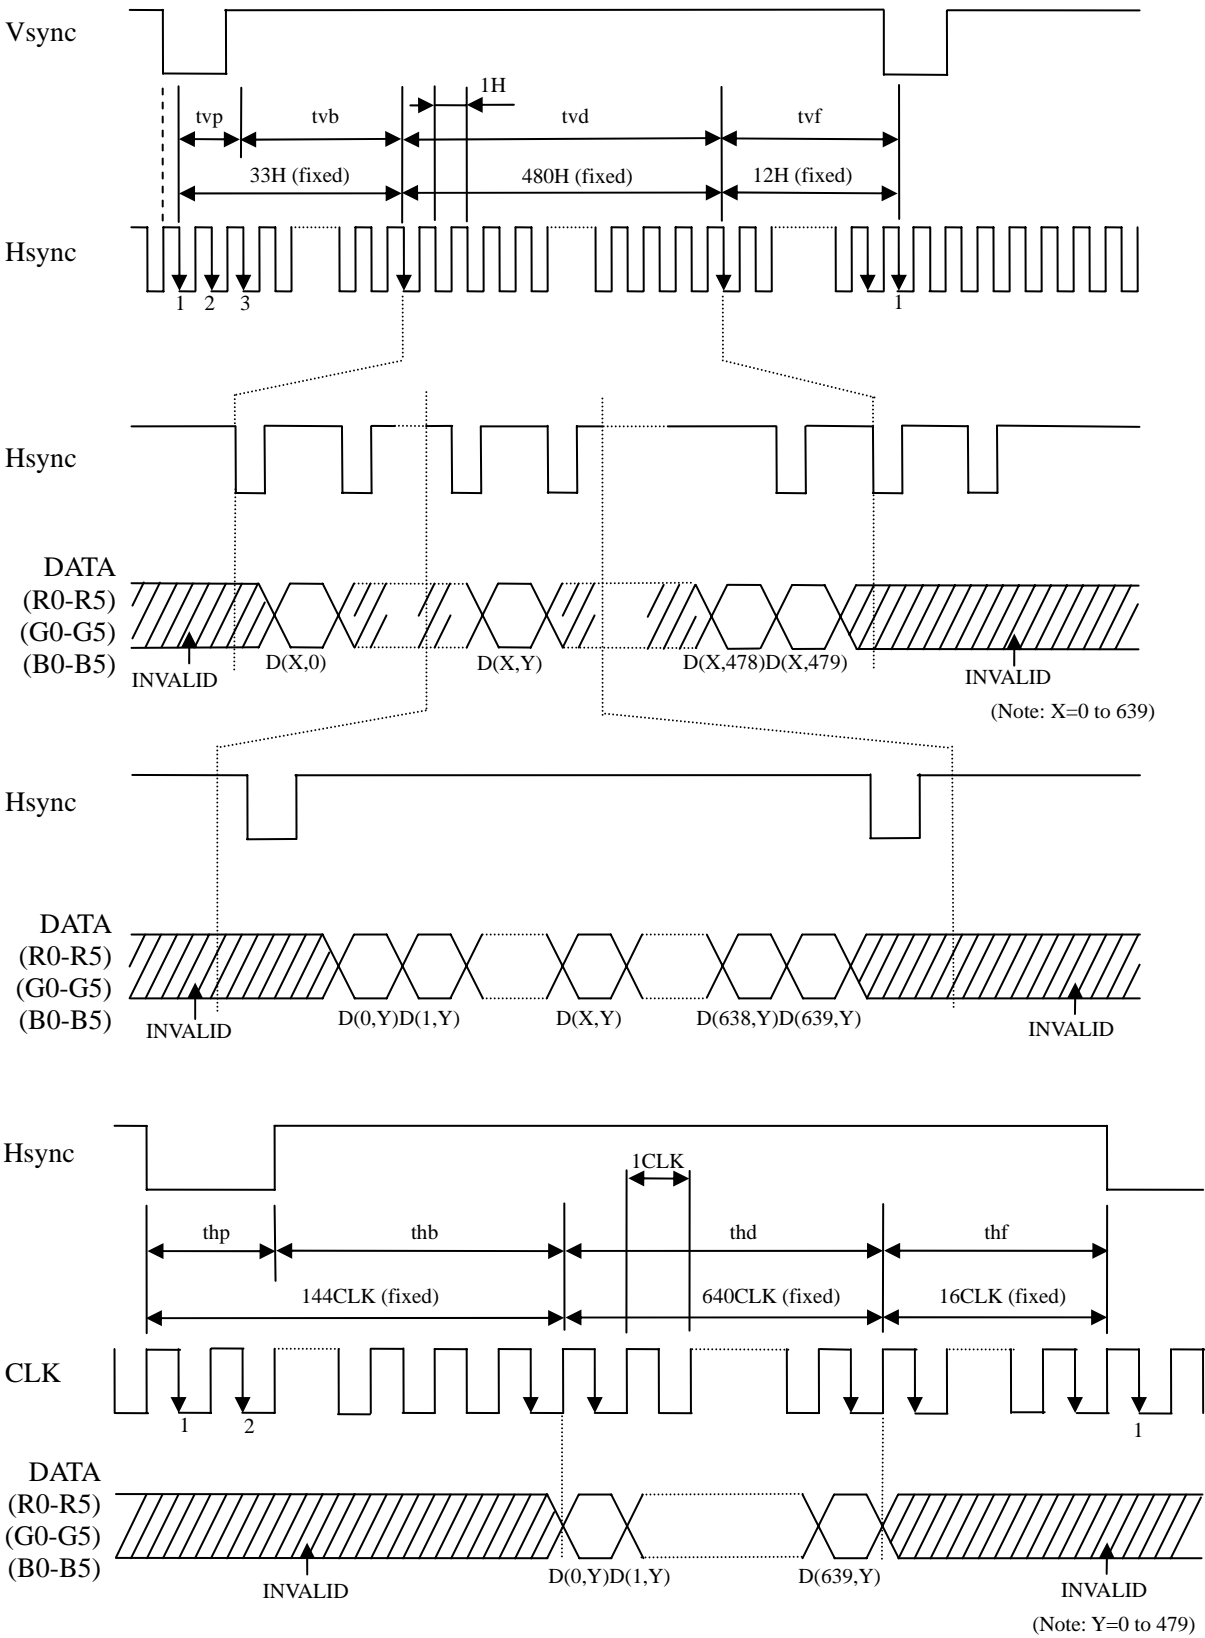 Vsync
1H
tvp tvb tvd tvf
33H (fixed) 480H (fixed) 12H (fixed)
Hsync
1 2 3 1
Hsync
DATA
(R0-R5)
(G0-G5)
(B0-B5)
D(X,0) D(X,Y) D(X,478)D(X,479)
INVALID INVALID
(Note: X=0 to 639)
Hsync
DATA
(R0-R5)
(G0-G5)
(B0-B5)
D(0,Y)D(1,Y) D(X,Y) D(638,Y)D(639,Y)
INVALID INVALID
Hsync
1CLK
thp thb thd thf
144CLK (fixed) 640CLK (fixed) 16CLK (fixed)
CLK
1 2 1
DATA
(R0-R5)
(G0-G5)
(B0-B5)
D(0,Y)D(1,Y) D(639,Y)
INVALID INVALID
(Note: Y=0 to 479)